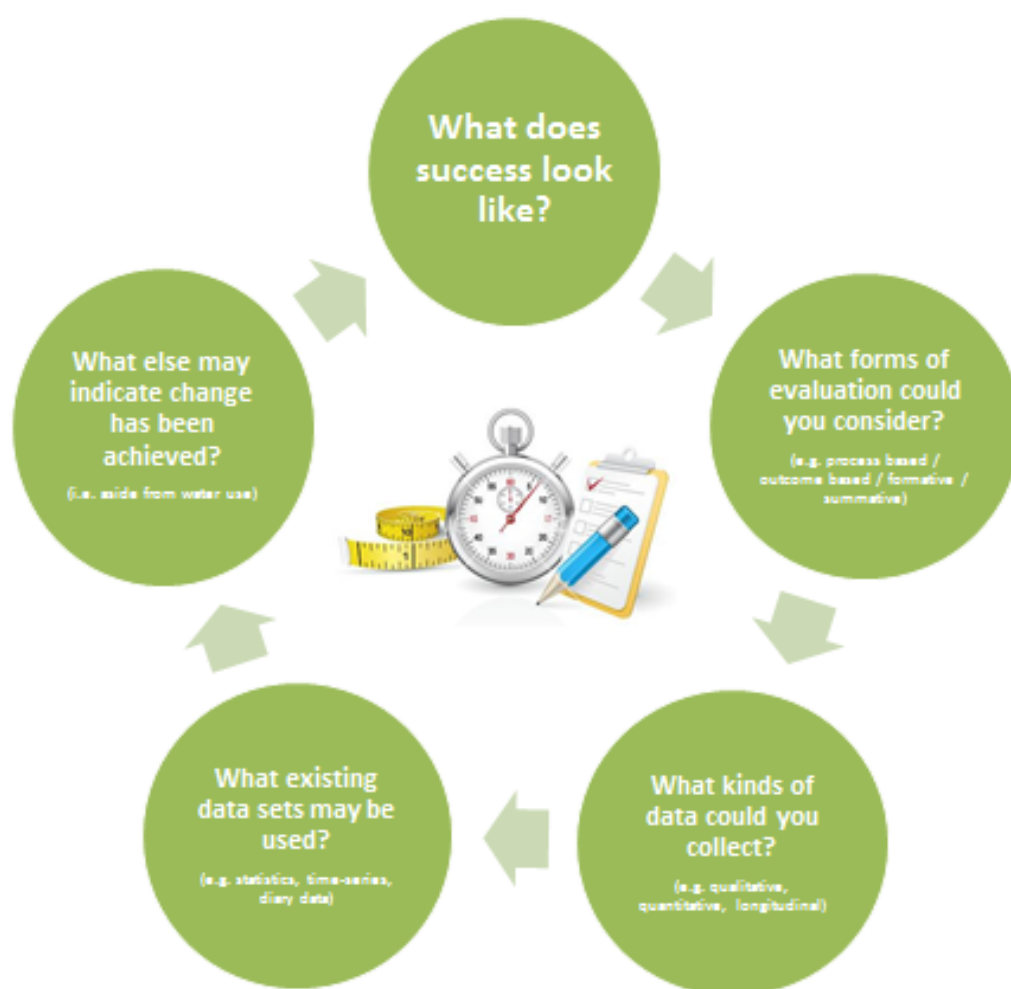 What does
success look
like?
What forms of
evaluation could
you consider?
(e.g. process based /
outcome based / formative /
summative)
What kinds of
data could you
collect?
(e.g. qualitative,
quantitative, longitudinal)
What existing
data sets may be
used?
(e.g. statistics, time-series,
diary data)
What else may
indicate change
has been
achieved?
(i.e. aside from water use)